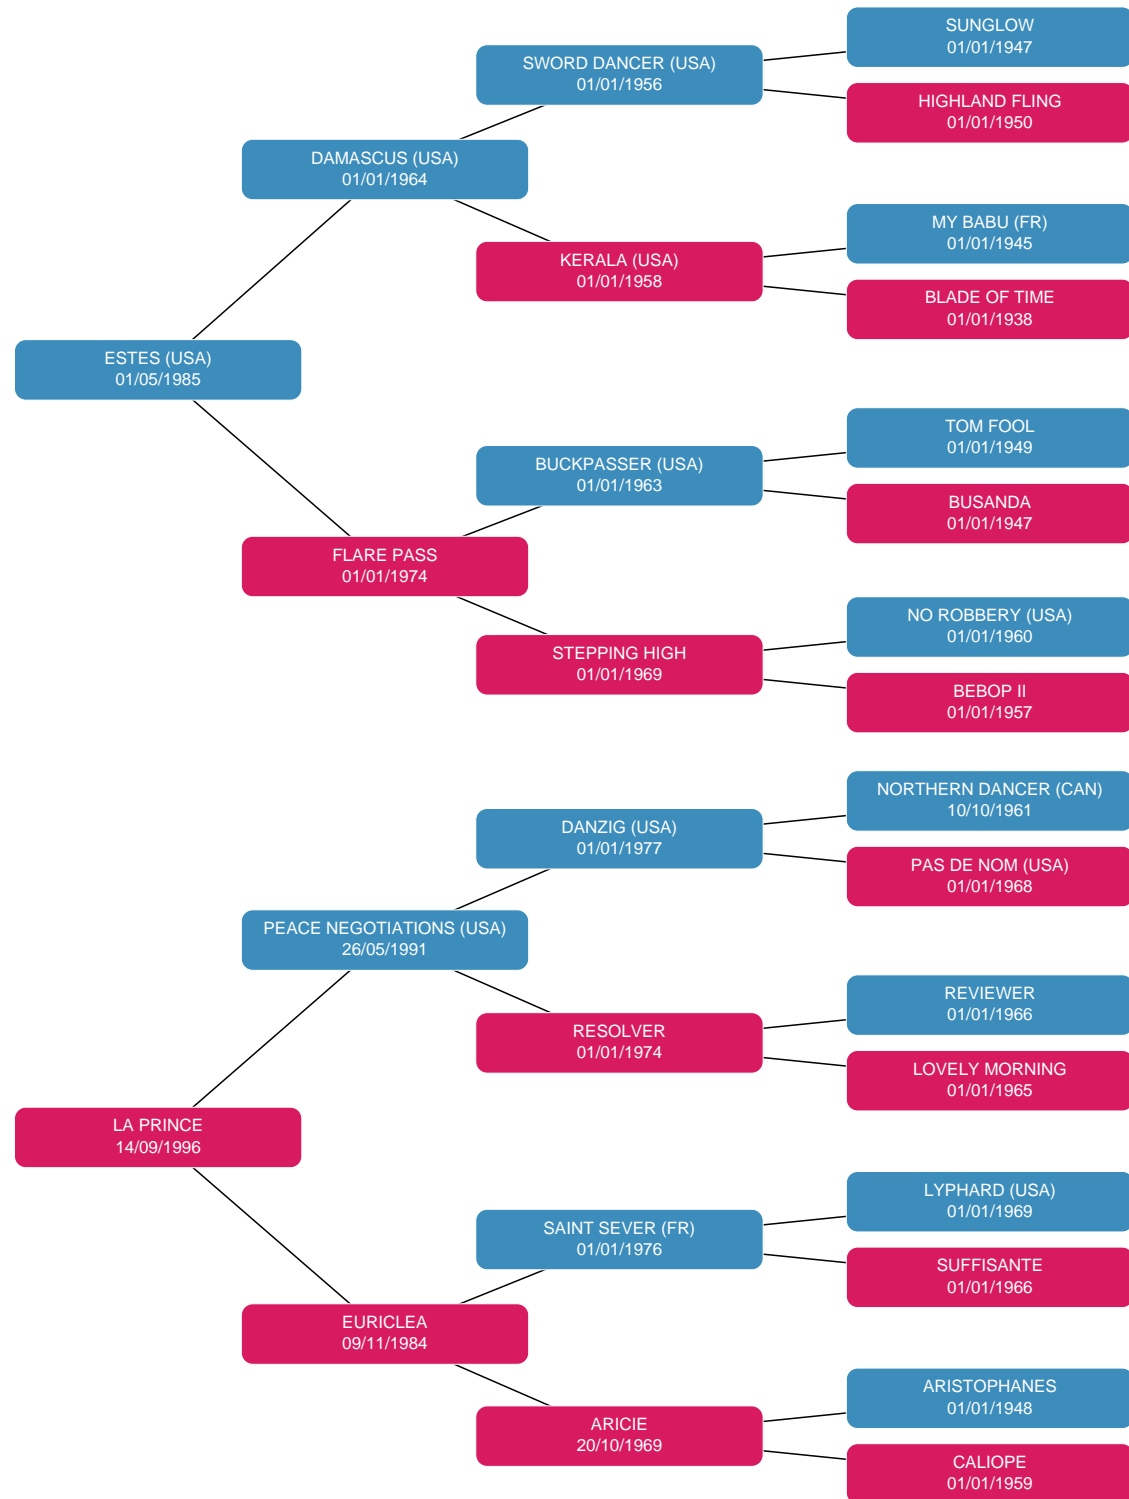 SUNGLOW
01/01/1947
SWORD DANCER (USA)
01/01/1956
HIGHLAND FLING
01/01/1950
DAMASCUS (USA)
01/01/1964
MY BABU (FR)
01/01/1945
KERALA (USA)
01/01/1958
BLADE OF TIME
01/01/1938
ESTES (USA)
01/05/1985
TOM FOOL
01/01/1949
BUCKPASSER (USA)
01/01/1963
BUSANDA
01/01/1947
FLARE PASS
01/01/1974
NO ROBBERY (USA)
01/01/1960
STEPPING HIGH
01/01/1969
BEBOP II
01/01/1957
NORTHERN DANCER (CAN)
10/10/1961
DANZIG (USA)
01/01/1977
PAS DE NOM (USA)
01/01/1968
PEACE NEGOTIATIONS (USA)
26/05/1991
REVIEWER
01/01/1966
RESOLVER
01/01/1974
LOVELY MORNING
01/01/1965
LA PRINCE
14/09/1996
LYPHARD (USA)
01/01/1969
SAINT SEVER (FR)
01/01/1976
SUFFISANTE
01/01/1966
EURICLEA
09/11/1984
ARISTOPHANES
01/01/1948
ARICIE
20/10/1969
CALIOPE
01/01/1959